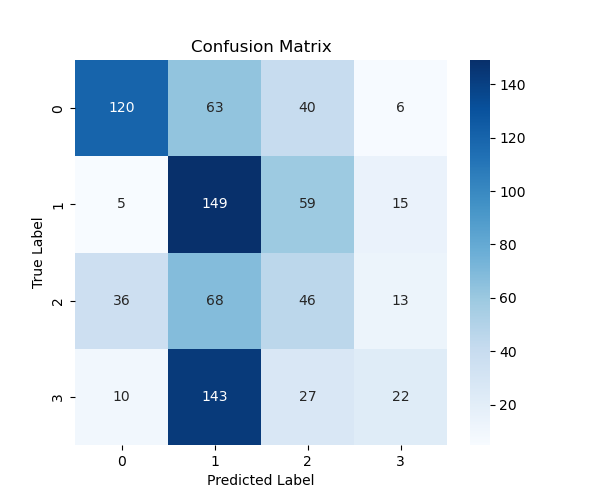 Confusion Matrix
0 120 63 40 6
1 5 149 59 15
2 36 68 46 13
3 10 143 27 22
0 1 2 3
True Label
Predicted Label
140
120
100
80
60
40
20